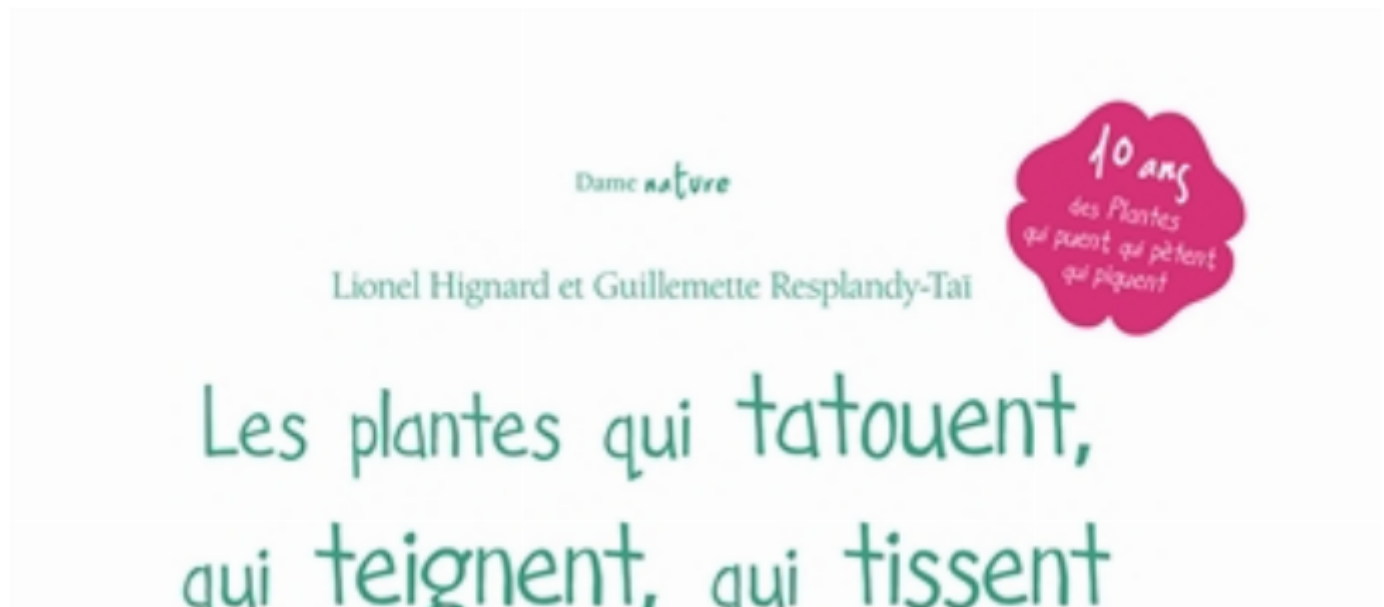 Dame nature
10 ans
des Plantes
qui puent qui pètent
qui piquent
Lionel Hignard et Guillemette Resplandy-Taï
Les plantes qui tatouent,
qui teignent, qui tissent